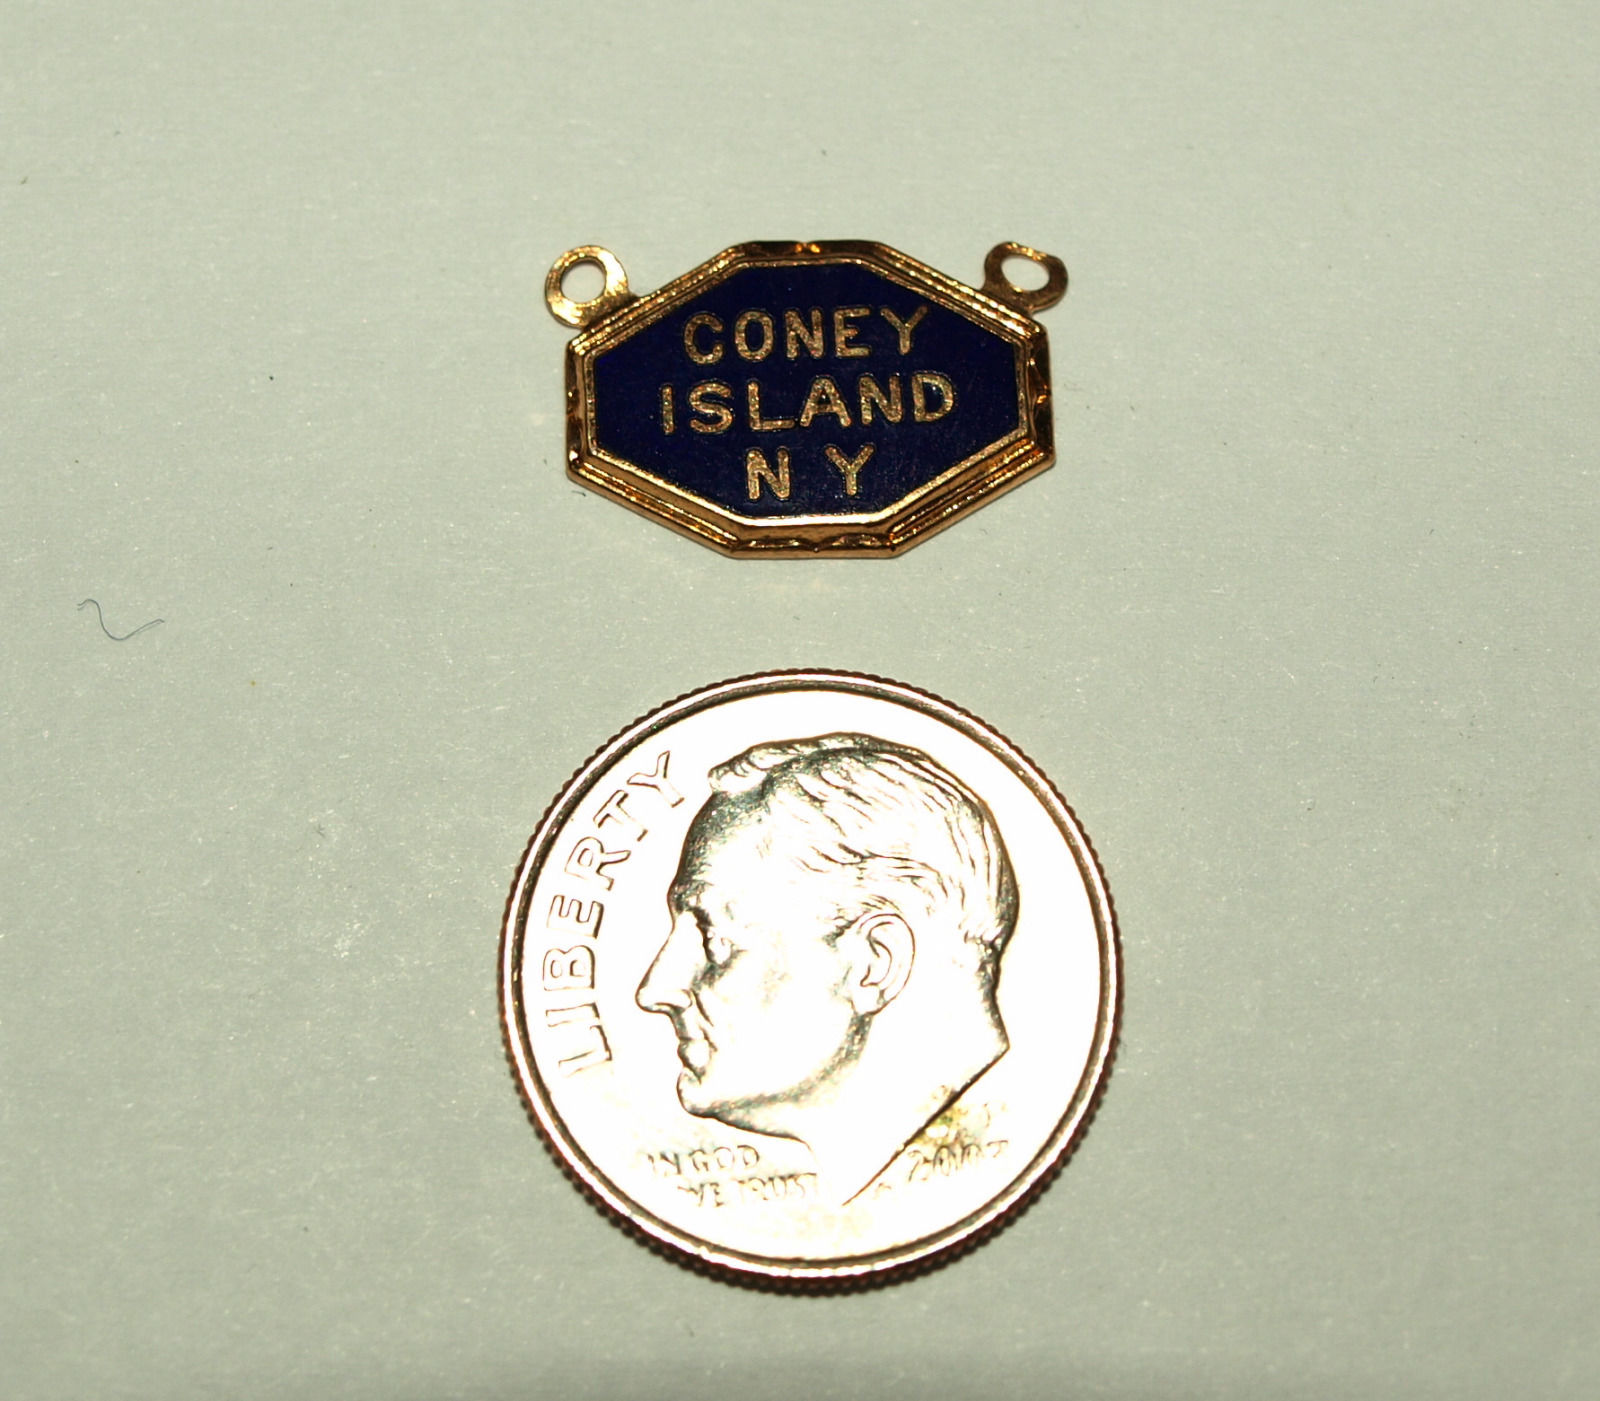 CONEY
ISLAND
N Y
LIBERTY
IN GOD
WE TRUST